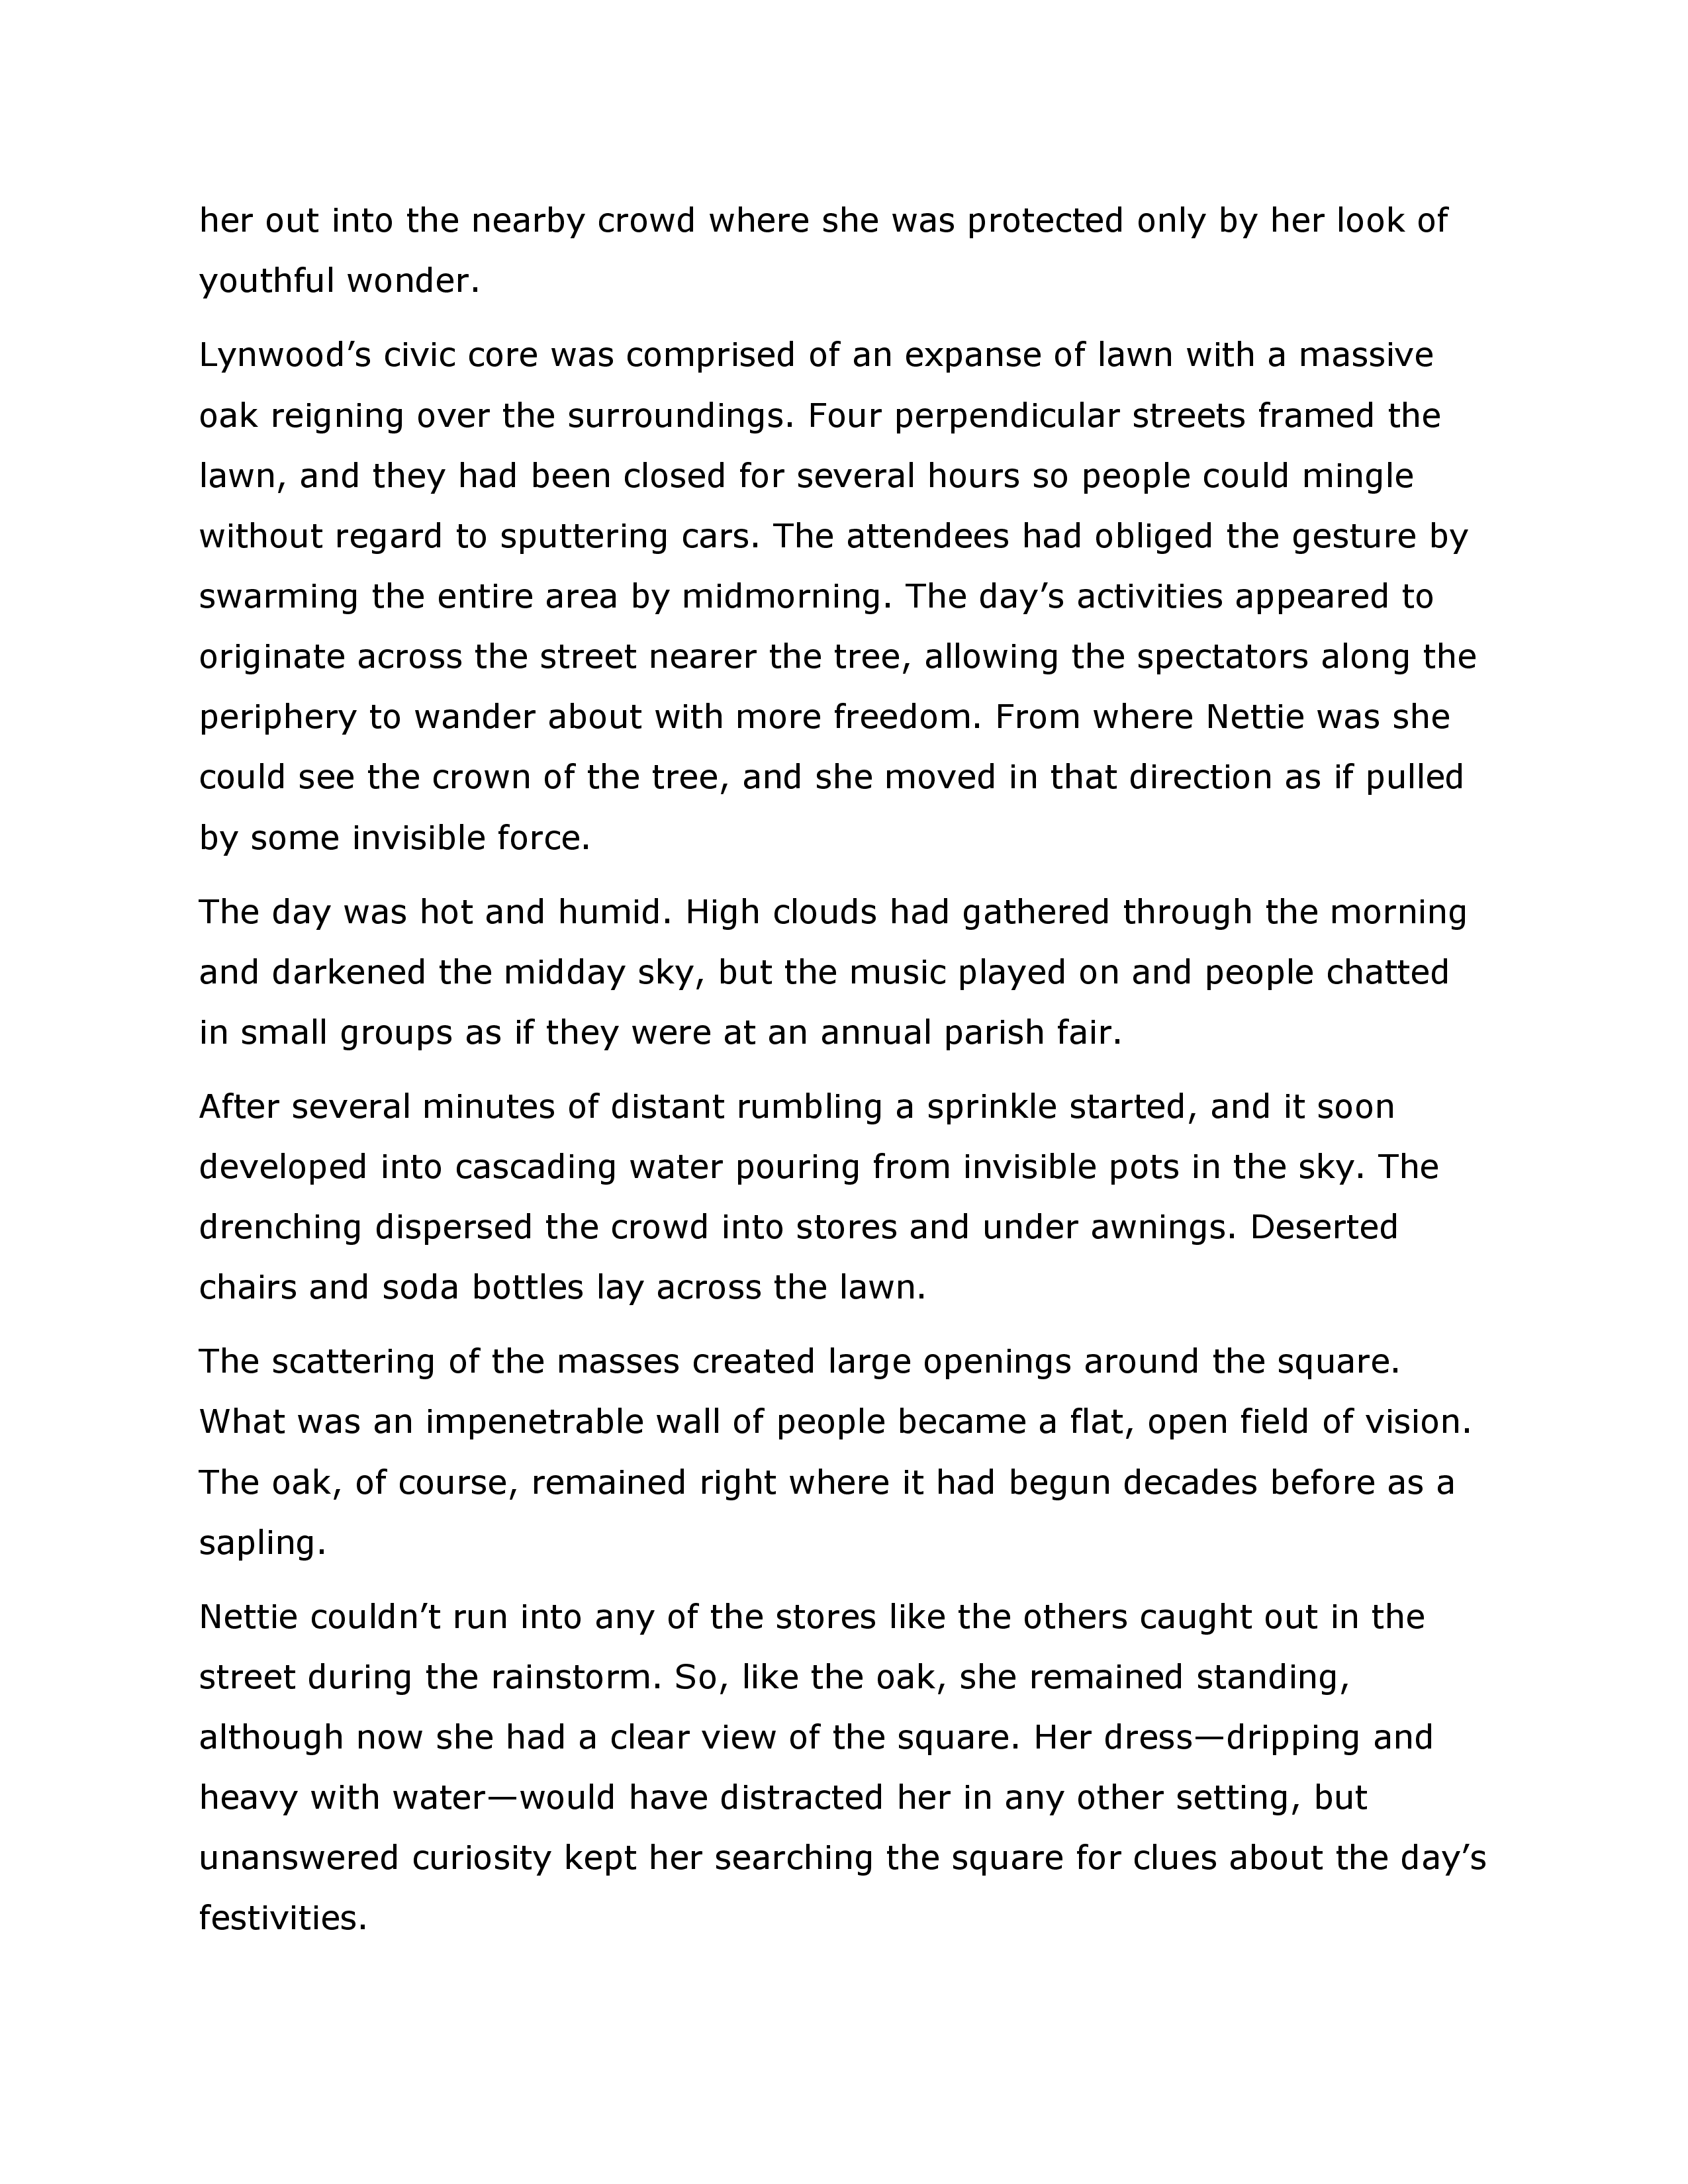 her out into the nearby crowd where she was protected only by her look of
youthful wonder.
Lynwood’s civic core was comprised of an expanse of lawn with a massive
oak reigning over the surroundings. Four perpendicular streets framed the
lawn, and they had been closed for several hours so people could mingle
without regard to sputtering cars. The attendees had obliged the gesture by
swarming the entire area by midmorning. The day’s activities appeared to
originate across the street nearer the tree, allowing the spectators along the
periphery to wander about with more freedom. From where Nettie was she
could see the crown of the tree, and she moved in that direction as if pulled
by some invisible force.
The day was hot and humid. High clouds had gathered through the morning
and darkened the midday sky, but the music played on and people chatted
in small groups as if they were at an annual parish fair.
After several minutes of distant rumbling a sprinkle started, and it soon
developed into cascading water pouring from invisible pots in the sky. The
drenching dispersed the crowd into stores and under awnings. Deserted
chairs and soda bottles lay across the lawn.
The scattering of the masses created large openings around the square.
What was an impenetrable wall of people became a flat, open field of vision.
The oak, of course, remained right where it had begun decades before as a
sapling.
Nettie couldn’t run into any of the stores like the others caught out in the
street during the rainstorm. So, like the oak, she remained standing,
although now she had a clear view of the square. Her dress—dripping and
heavy with water—would have distracted her in any other setting, but
unanswered curiosity kept her searching the square for clues about the day’s
festivities.